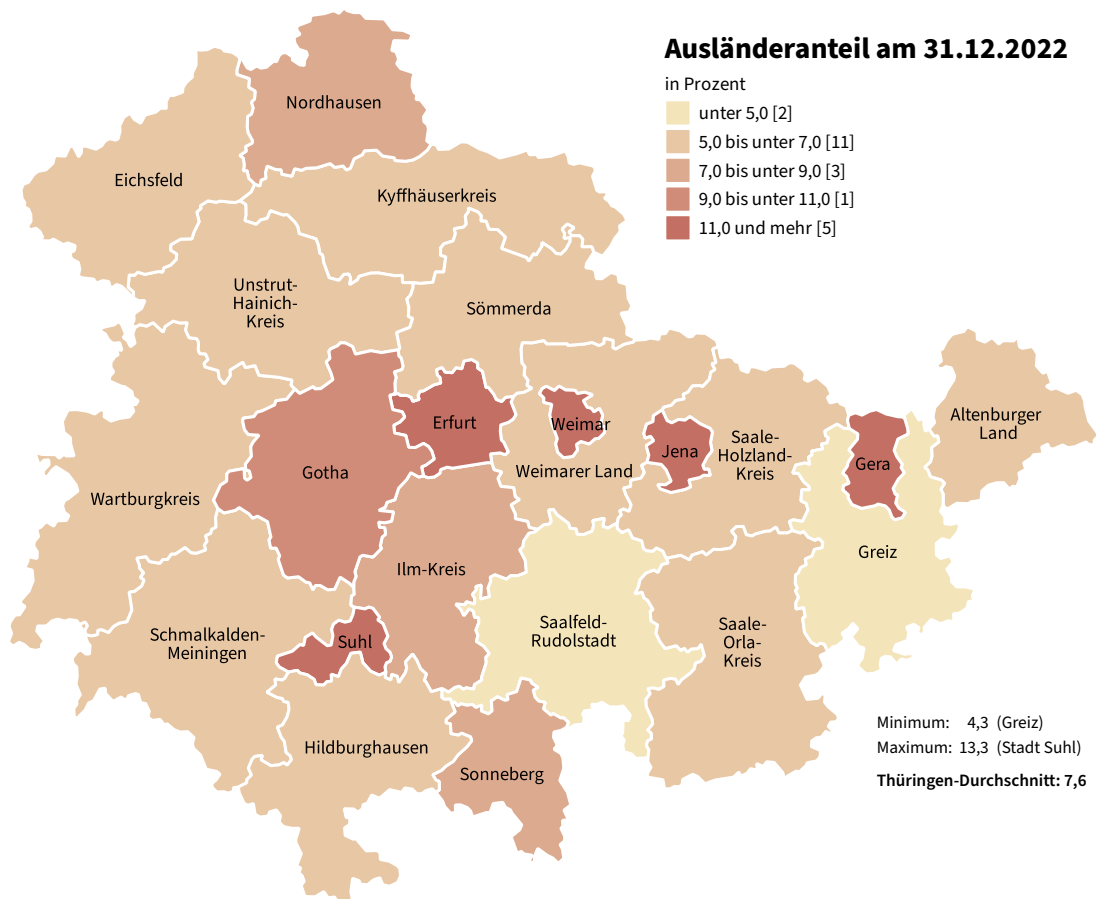 Ausländeranteil am 31.12.2022
in Prozent
unter 5,0 [2]
5,0 bis unter 7,0 [11]
7,0 bis unter 9,0 [3]
9,0 bis unter 11,0 [1]
11,0 und mehr [5]
Nordhausen
Eichsfeld
Kyffhäuserkreis
Unstrut-
Hainich-
Kreis
Sömmerda
Altenburger
Land
Erfurt
Weimar
Jena
Saale-
Holzland-
Kreis
Gera
Gotha
Weimarer Land
Wartburgkreis
Greiz
Ilm-Kreis
Schmalkalden-
Meiningen
Suhl
Saalfeld-
Rudolstadt
Saale-
Orla-
Kreis
Hildburghausen
Sonneberg
Minimum: 4,3 (Greiz)
Maximum: 13,3 (Stadt Suhl)
Thüringen-Durchschnitt: 7,6